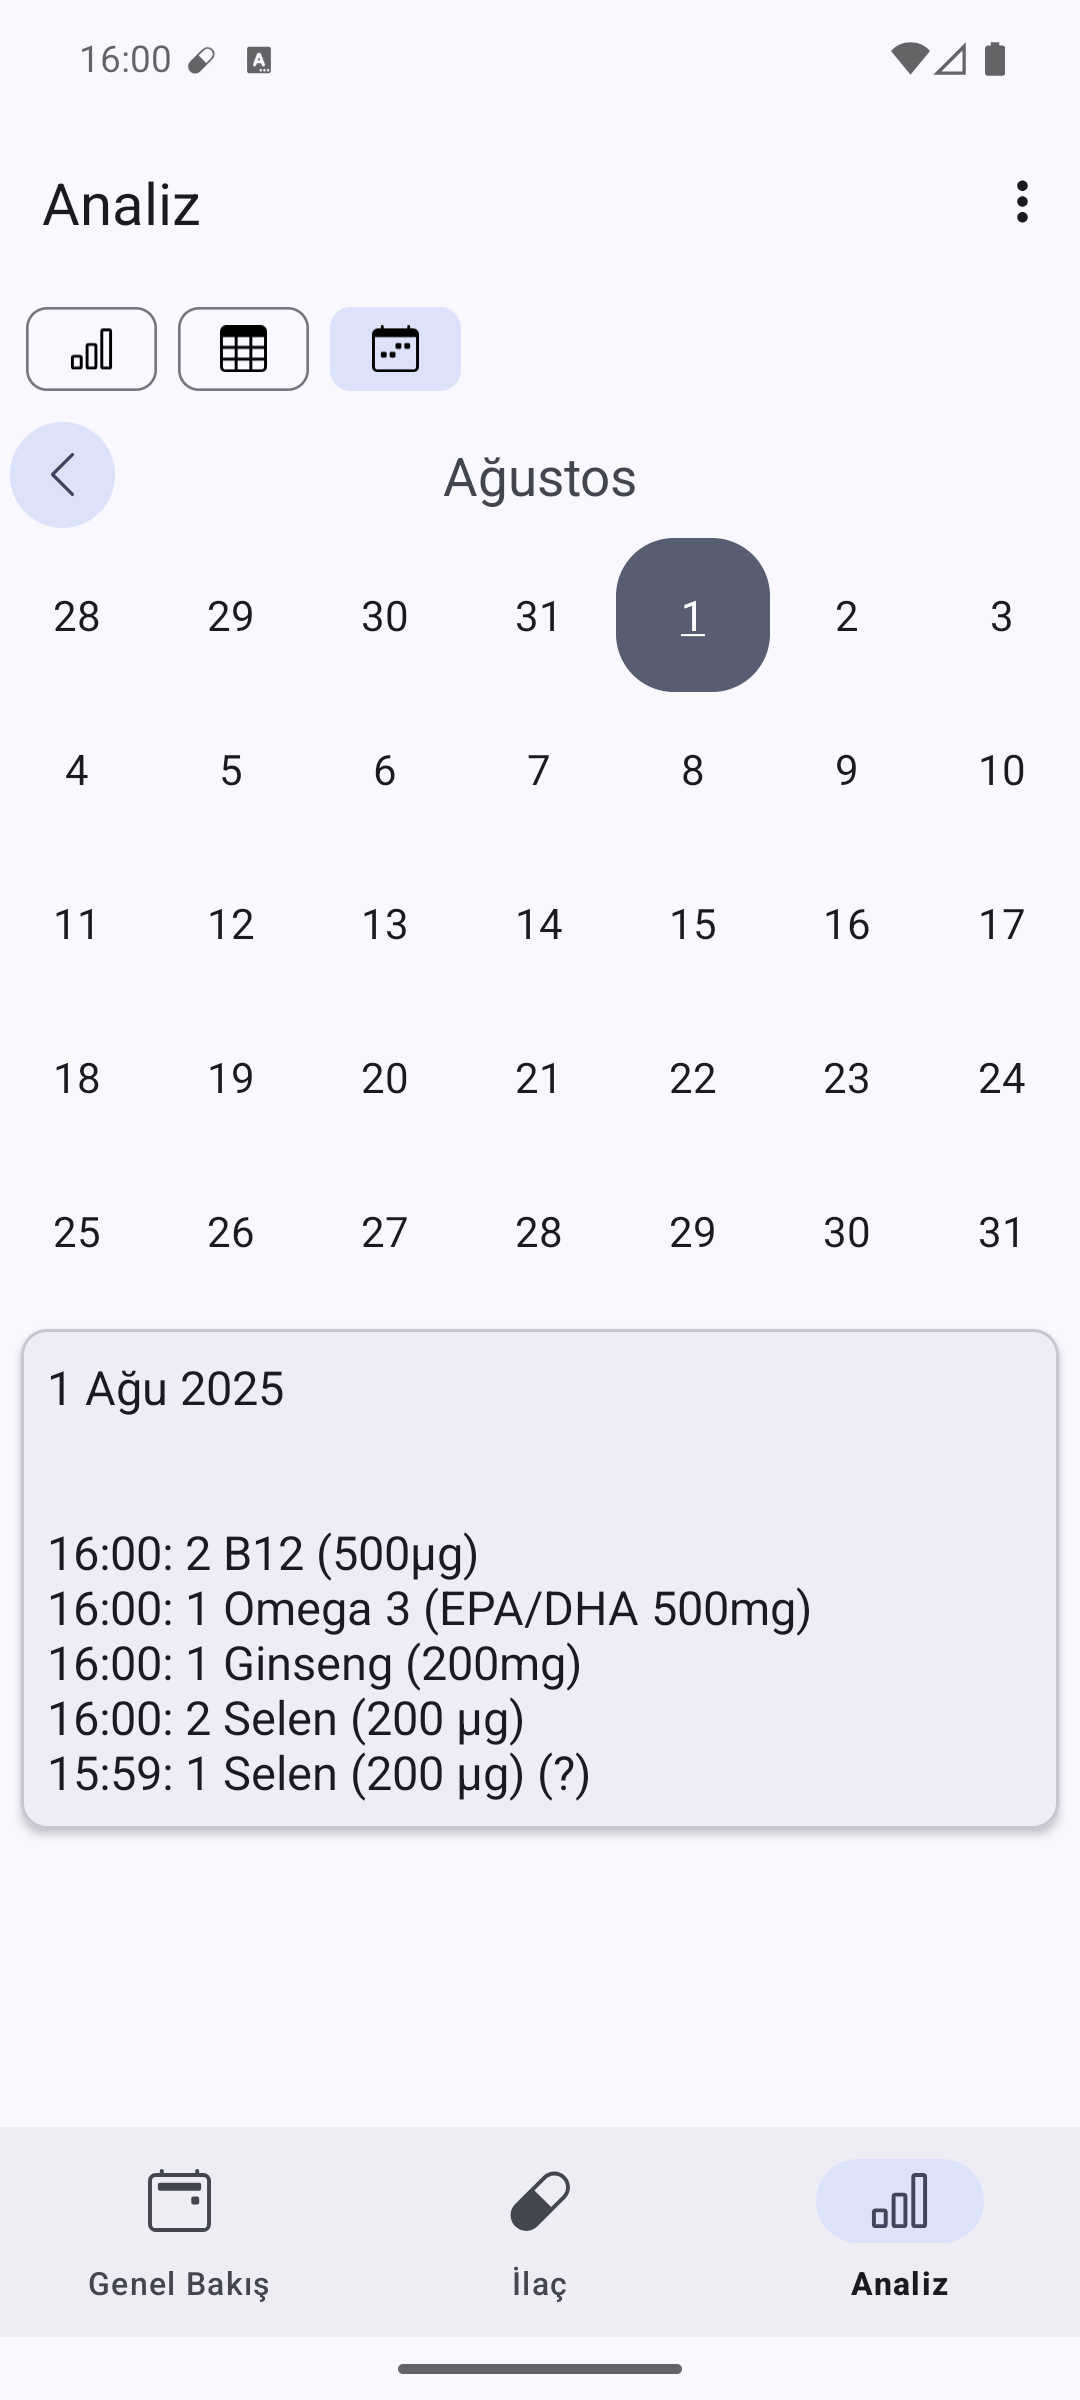 16:00
Analiz
Ağustos
28 29 30 31 1 2 3
4 5 6 7 8 9 10
11 12 13 14 15 16 17
18 19 20 21 22 23 24
25 26 27 28 29 30 31
1 Ağu 2025
16:00: 2 B12 (500µg)
16:00: 1 Omega 3 (EPA/DHA 500mg)
16:00: 1 Ginseng (200mg)
16:00: 2 Selen (200 µg)
15:59: 1 Selen (200 µg) (?)
Genel Bakış İlaç Analiz